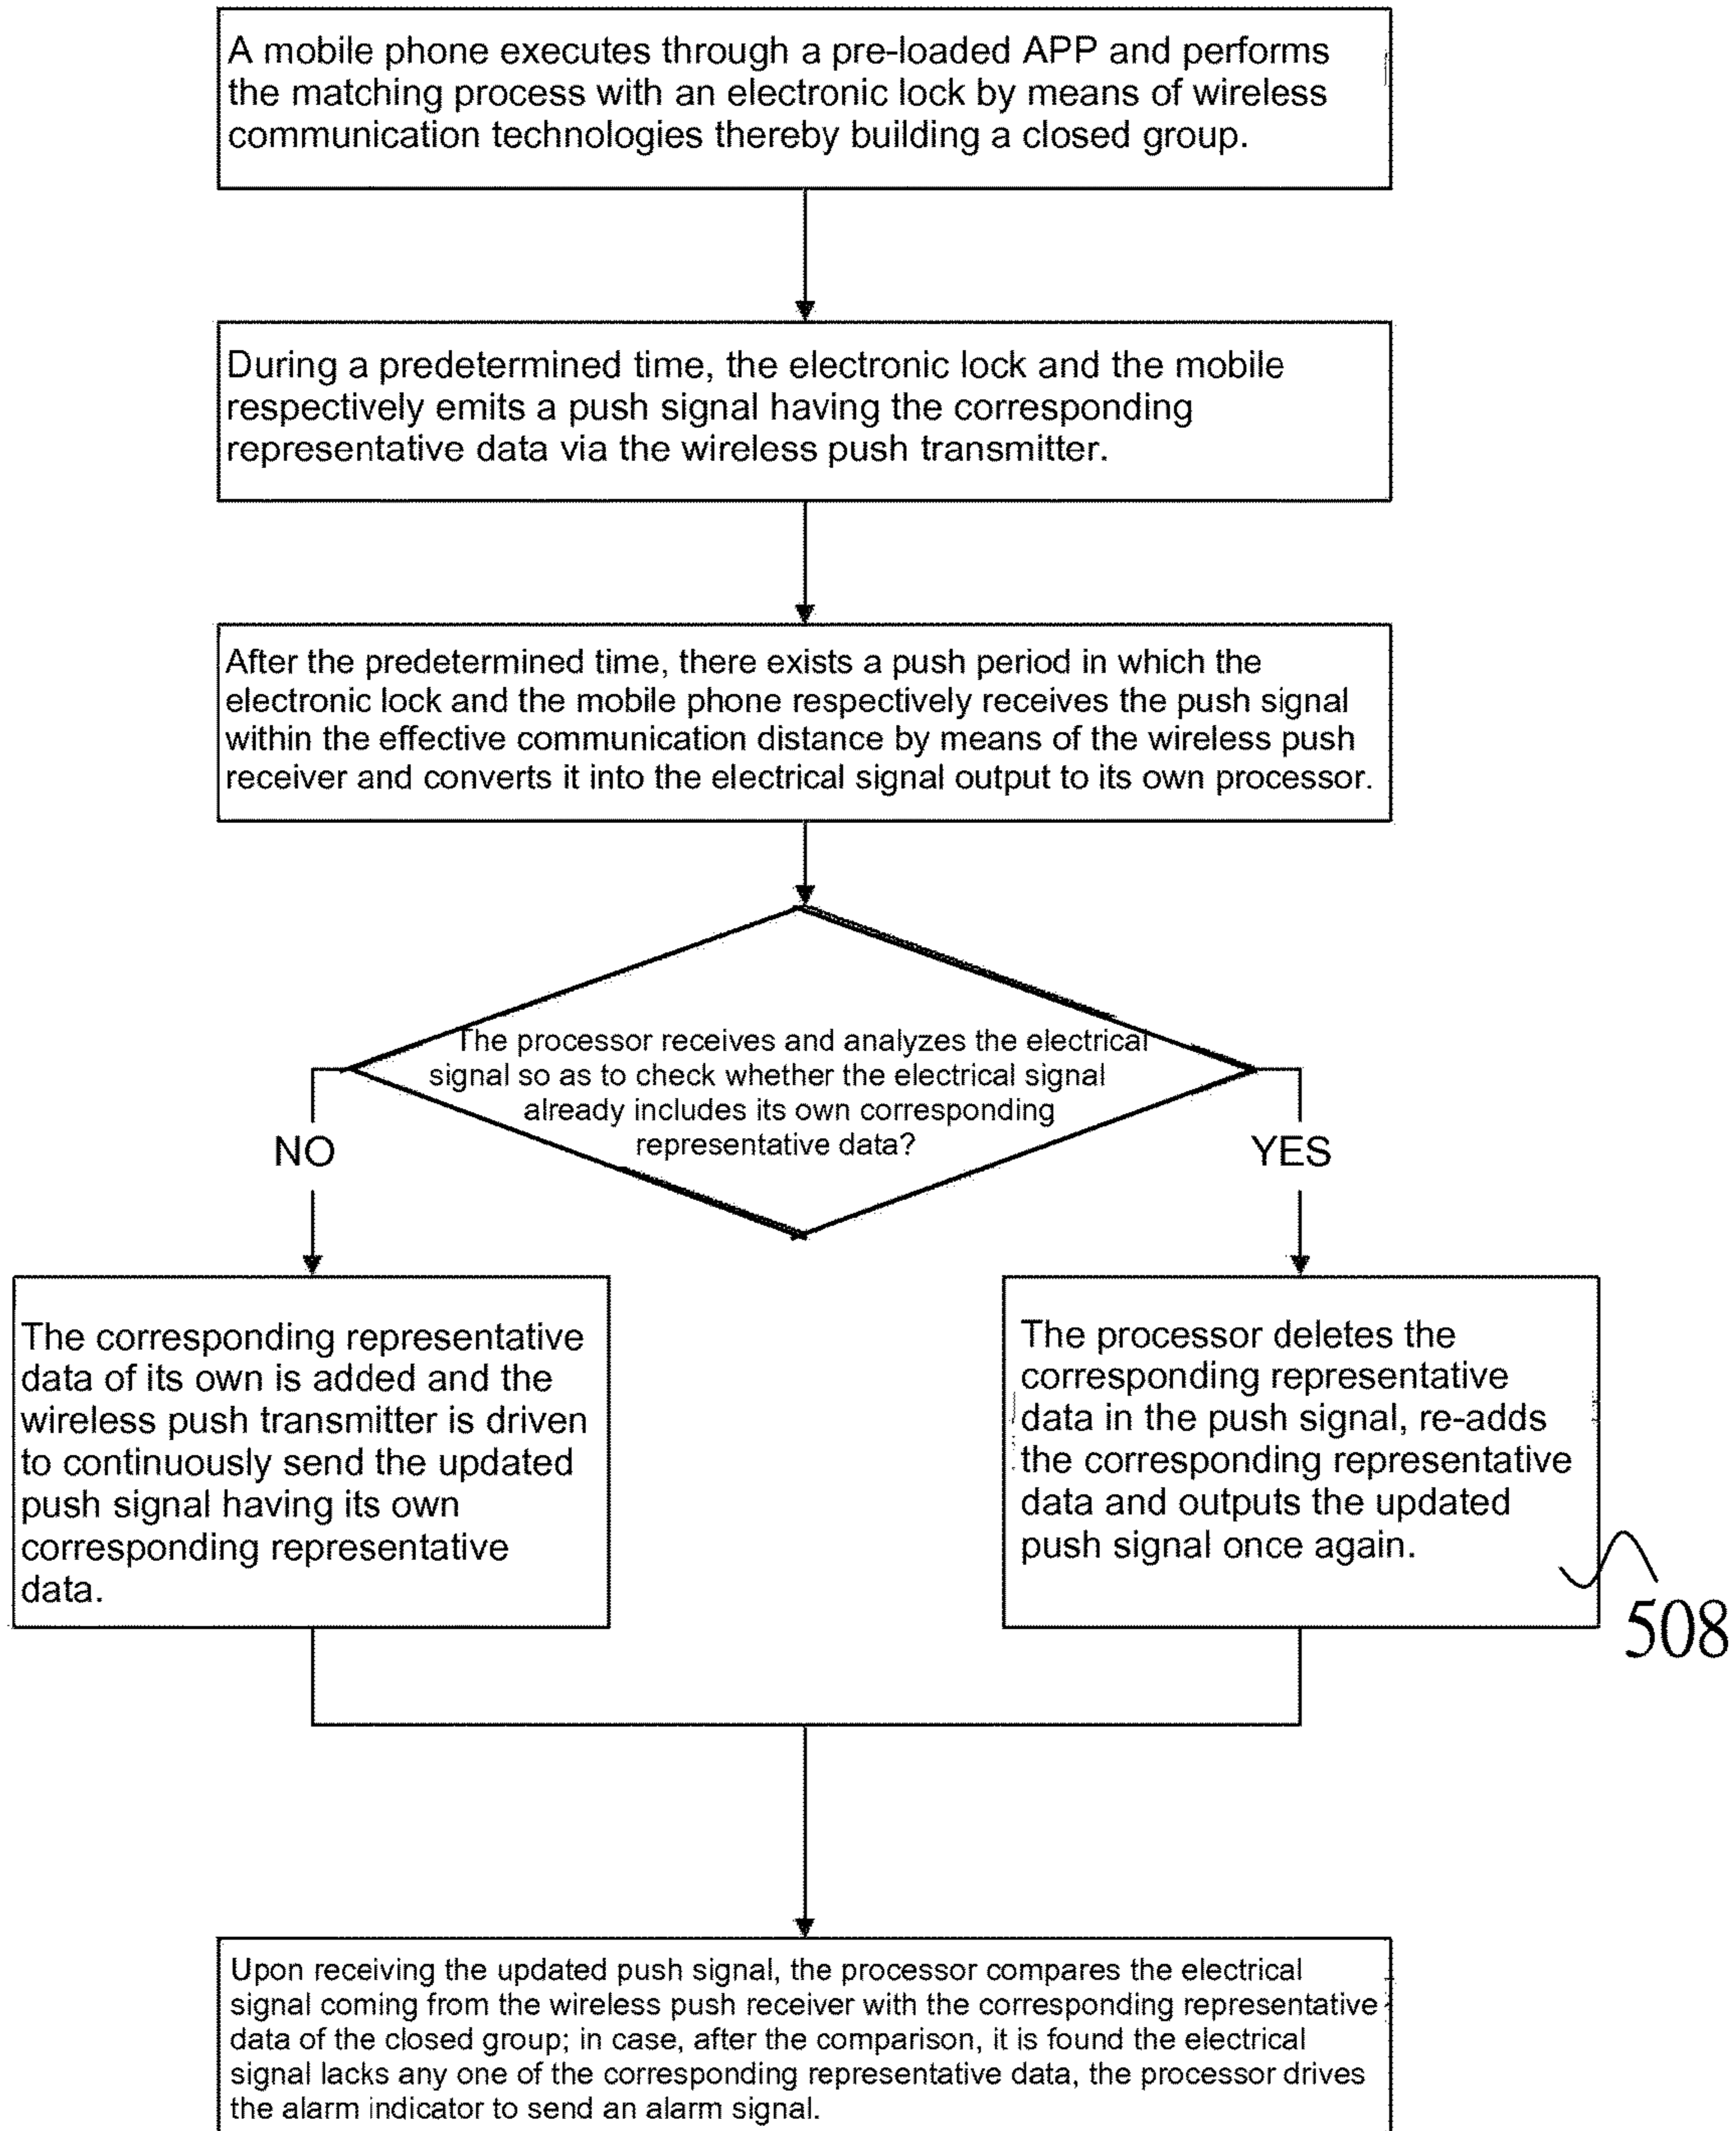 A mobile phone executes through a pre-loaded APP and performs
the matching process with an electronic lock by means of wireless
communication technologies thereby building a closed group.
During a predetermined time, the electronic lock and the mobile
respectively emits a push signal having the corresponding
representative data via the wireless push transmitter.
After the predetermined time, there exists a push period in which the
electronic lock and the mobile phone respectively receives the push signal
within the effective communication distance by means of the wireless push
receiver and converts it into the electrical signal output to its own processor.
The processor receives and analyzes the electrical
signal so as to check whether the electrical signal
already includes its own corresponding
representative data?
NO
YES
The corresponding representative
data of its own is added and the
wireless push transmitter is driven
to continuously send the updated
push signal having its own
corresponding representative
data.
The processor deletes the
corresponding representative
data in the push signal, re-adds
the corresponding representative
data and outputs the updated
push signal once again.
508
Upon receiving the updated push signal, the processor compares the electrical
signal coming from the wireless push receiver with the corresponding representative
data of the closed group; in case, after the comparison, it is found the electrical
signal lacks any one of the corresponding representative data, the processor drives
the alarm indicator to send an alarm signal.